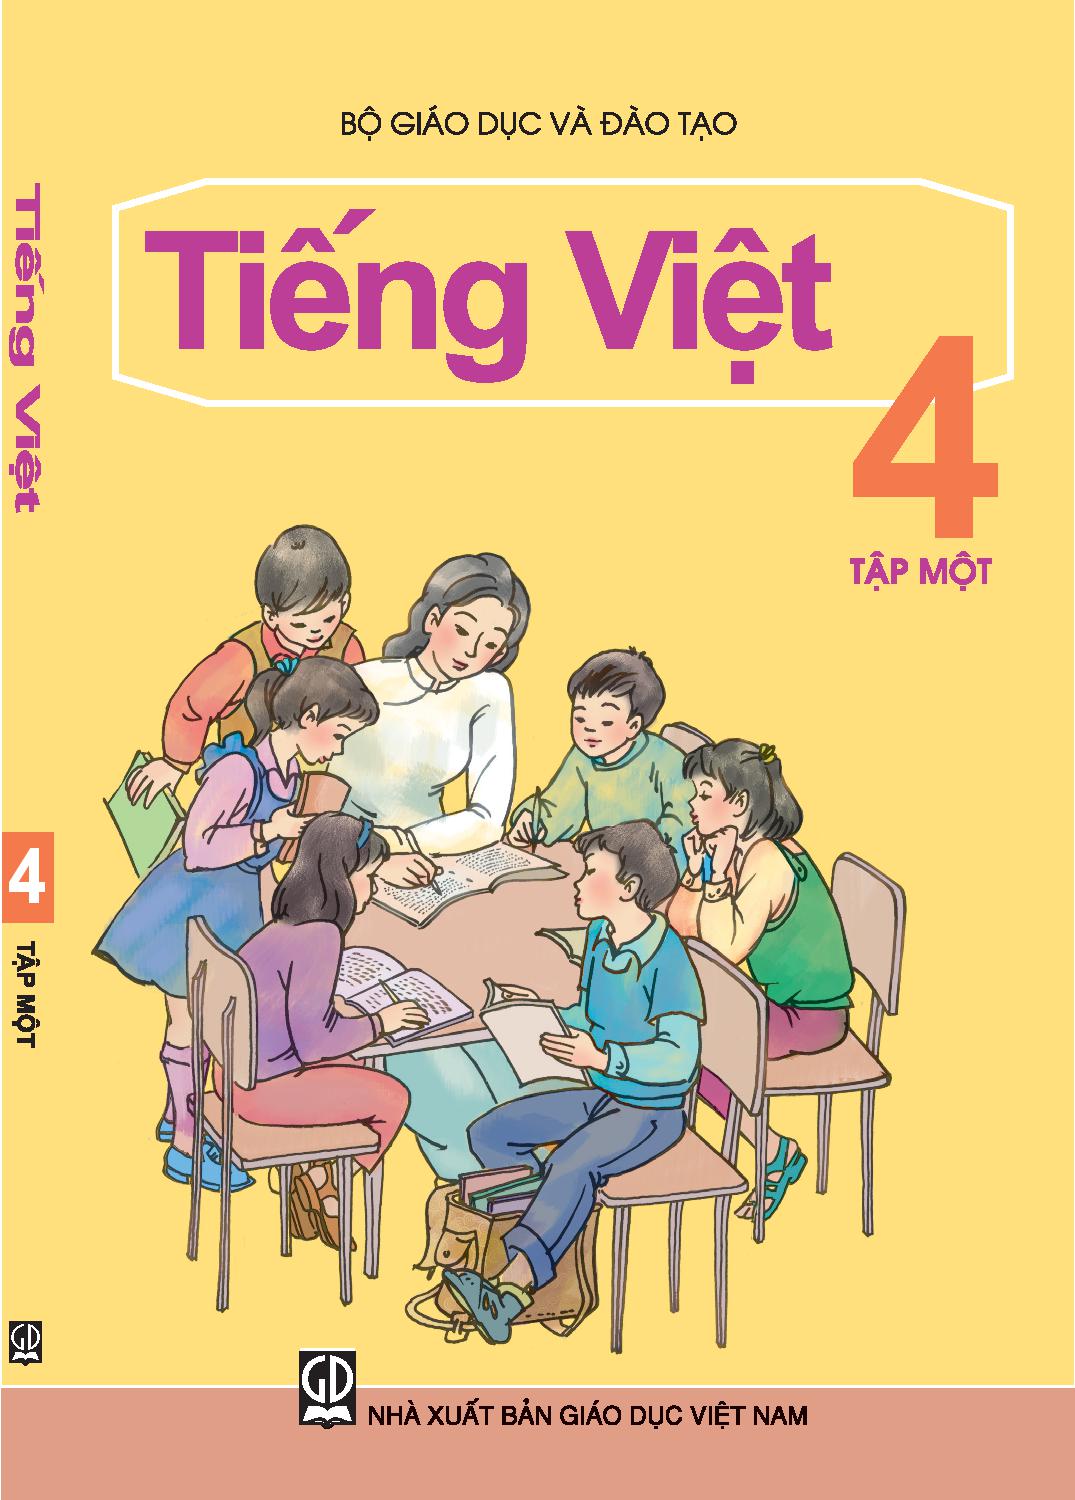 BỘ GIÁO DỤC VÀ ĐÀO TẠO
Tiếng Việt
4
TẬP MỘT
Tiếng Việt
4
TẬP MỘT
GD
GD
NHÀ XUẤT BẢN GIÁO DỤC VIỆT NAM